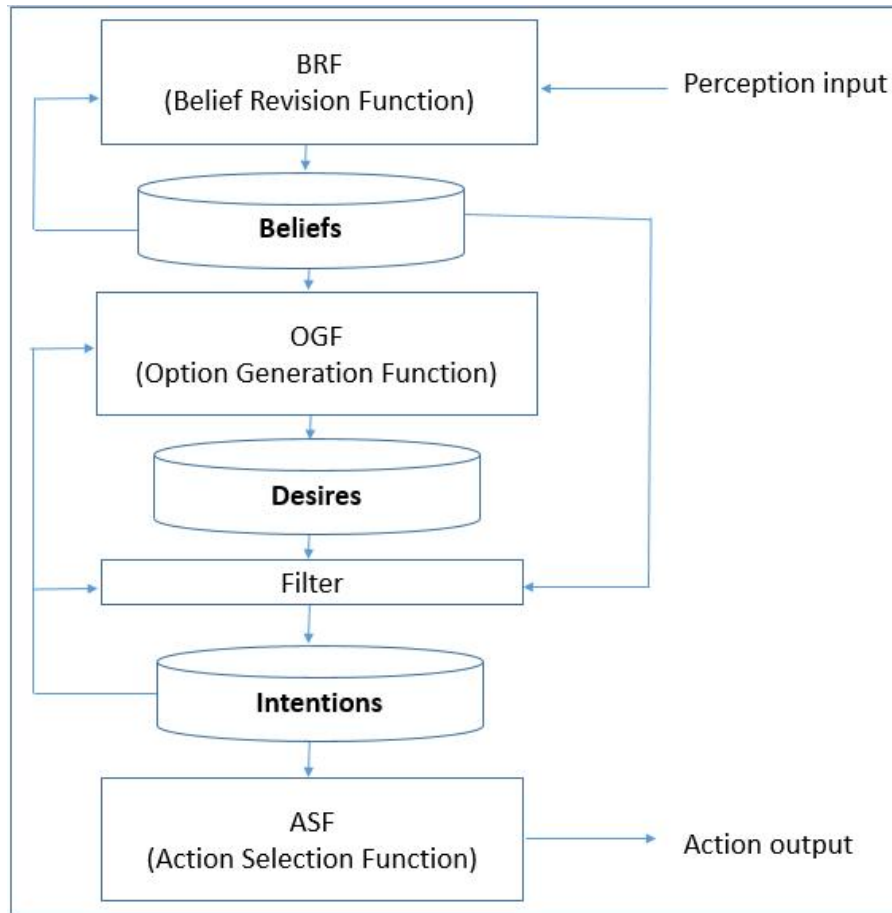 BRF
(Belief Revision Function)
Perception input
Beliefs
OGF
(Option Generation Function)
Desires
Filter
Intentions
ASF
(Action Selection Function)
Action output